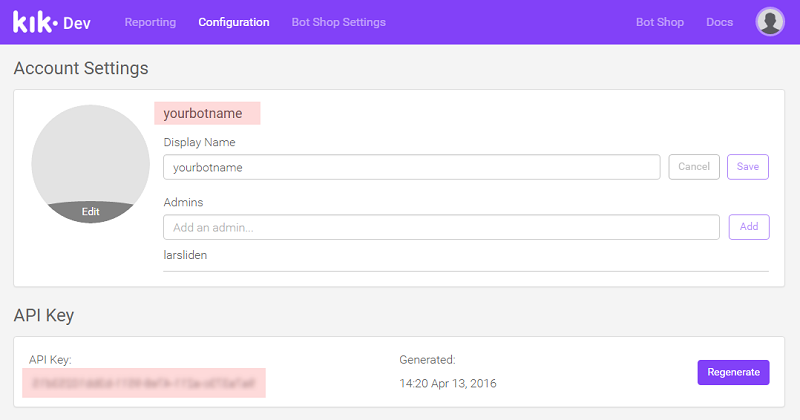 kik· Dev Reporting Configuration Bot Shop Settings Bot Shop Docs
Account Settings
yourbotname
Display Name
yourbotname Cancel Save
Edit
Admins
Add an admin... Add
larsliden
API Key
API Key: Generated:
14:20 Apr 13, 2016 Regenerate